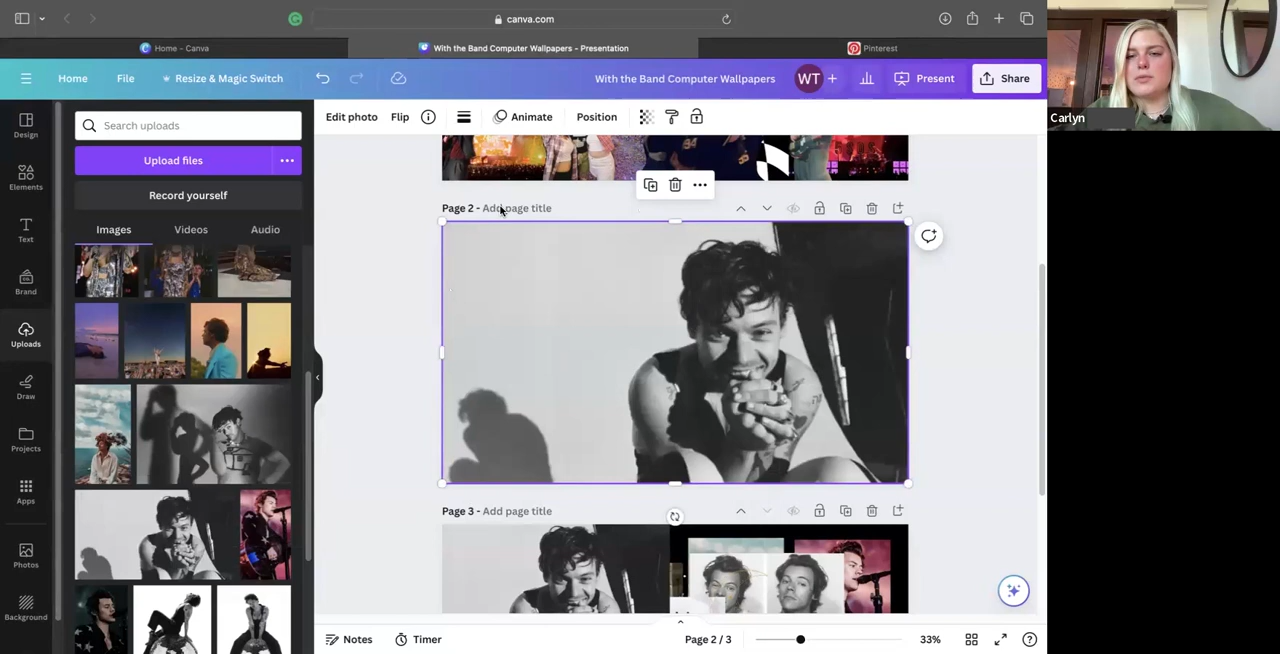 canva.com
Home - Canva
With the Band Computer Wallpapers - Presentation
Pinterest
Home
File
Resize & Magic Switch
With the Band Computer Wallpapers
WT
Present
Share
Edit photo
Flip
Animate
Position
Carlyn
Design
Elements
Text
Brand
Uploads
Draw
Projects
Apps
Photos
Background
Search uploads
Upload files
Record yourself
Images
Videos
Audio
Page 2 - Add page title
Page 3 - Add page title
Notes
Timer
Page 2 / 3
33%